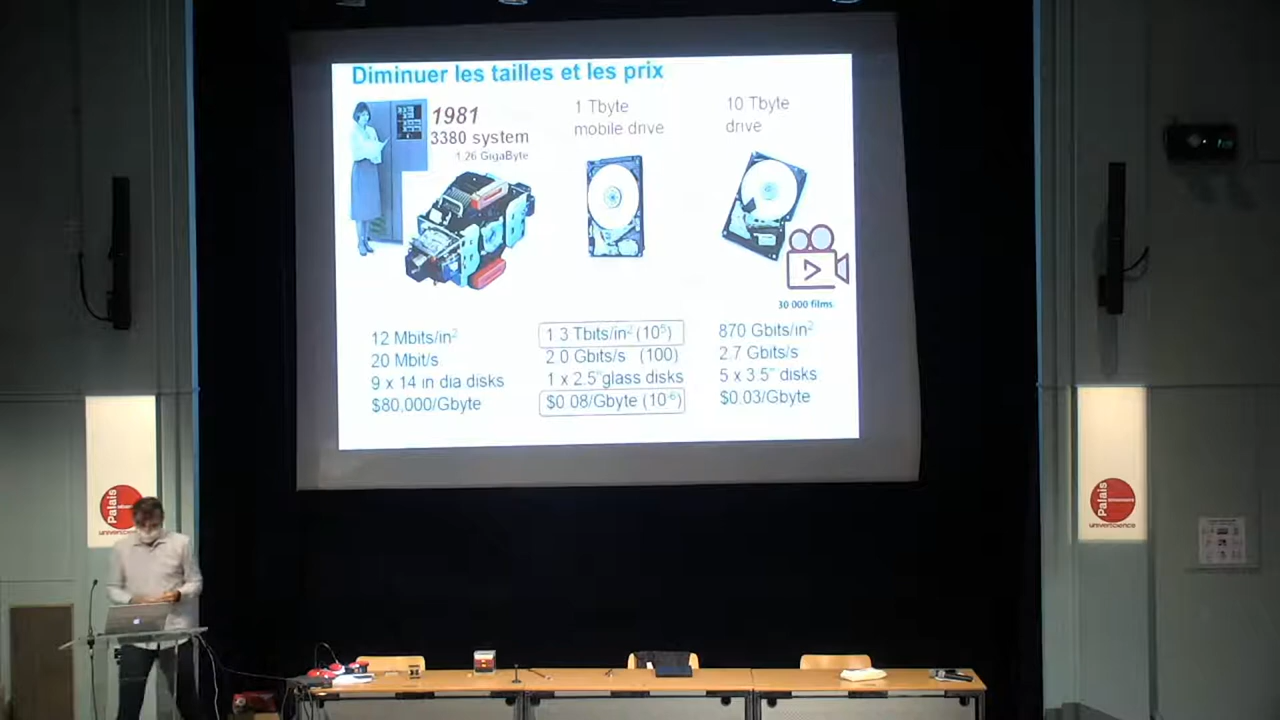 Diminuer les tailles et les prix
1981
3380 system
1.26 GigaByte
1 Tbyte
mobile drive
10 Tbyte
drive
30 000 films
12 Mbits/in²
20 Mbit/s
9 x 14 in dia disks
$80,000/Gbyte
1.3 Tbits/in² (10⁵)
2.0 Gbits/s (100)
1 x 2.5" glass disks
$0.08/Gbyte (10⁻⁶)
870 Gbits/in²
2.7 Gbits/s
5 x 3.5" disks
$0.03/Gbyte
Palais
universcience
Palais
universcience